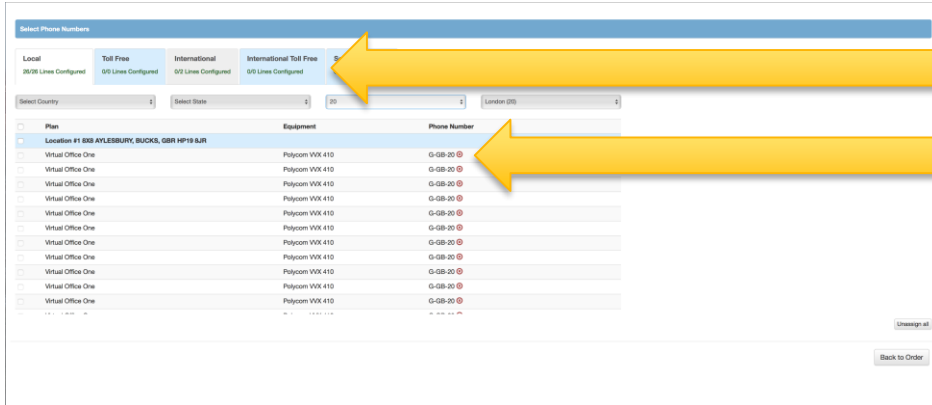 Select Phone Numbers
Local Toll Free International International Toll Free
26/26 Lines Configured 0/0 Lines Configured 0/2 Lines Configured 0/0 Lines Configured
Select Country Select State 20 London (20)
Plan Equipment Phone Number
Location #1 8X8 AYLESBURY, BUCKS, GBR HP19 8JR
Virtual Office One Polycom VVX 410 G-GB-20
Virtual Office One Polycom VVX 410 G-GB-20
Virtual Office One Polycom VVX 410 G-GB-20
Virtual Office One Polycom VVX 410 G-GB-20
Virtual Office One Polycom VVX 410 G-GB-20
Virtual Office One Polycom VVX 410 G-GB-20
Virtual Office One Polycom VVX 410 G-GB-20
Virtual Office One Polycom VVX 410 G-GB-20
Virtual Office One Polycom VVX 410 G-GB-20
Virtual Office One Polycom VVX 410 G-GB-20
Virtual Office One Polycom VVX 410 G-GB-20
Unassign all
Back to Order